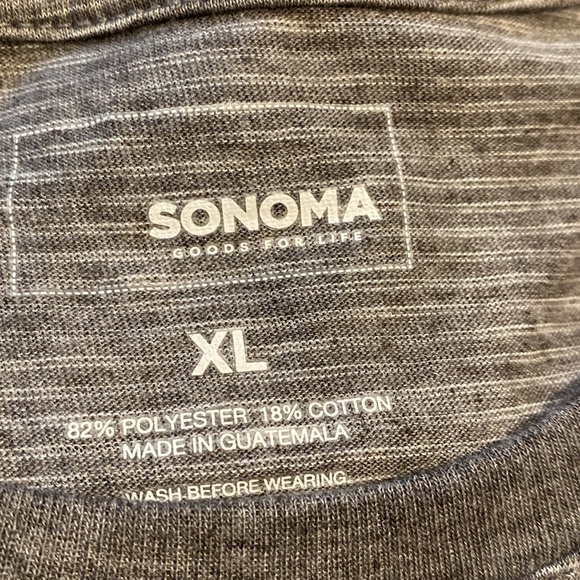 SONOMA
GOODS FOR LIFE
XL
82% POLYESTER 18% COTTON
MADE IN GUATEMALA
WASH BEFORE WEARING.